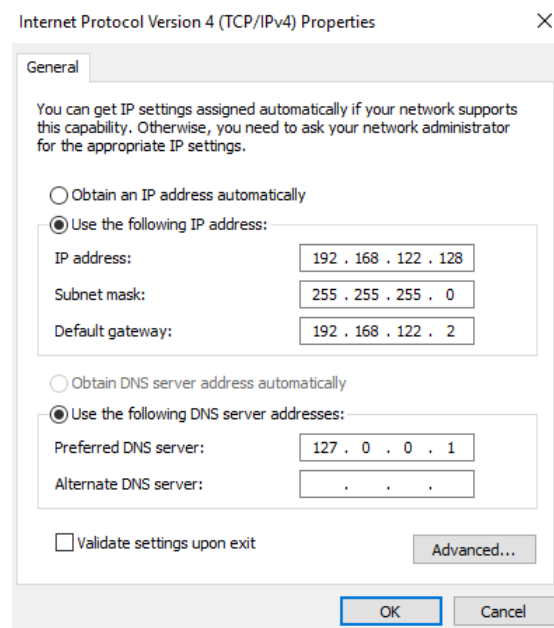 Internet Protocol Version 4 (TCP/IPv4) Properties
General
You can get IP settings assigned automatically if your network supports
this capability. Otherwise, you need to ask your network administrator
for the appropriate IP settings.
Obtain an IP address automatically
Use the following IP address:
IP address: 192 . 168 . 122 . 128
Subnet mask: 255 . 255 . 255 . 0
Default gateway: 192 . 168 . 122 . 2
Obtain DNS server address automatically
Use the following DNS server addresses:
Preferred DNS server: 127 . 0 . 0 . 1
Alternate DNS server: . . .
Validate settings upon exit
Advanced...
OK Cancel